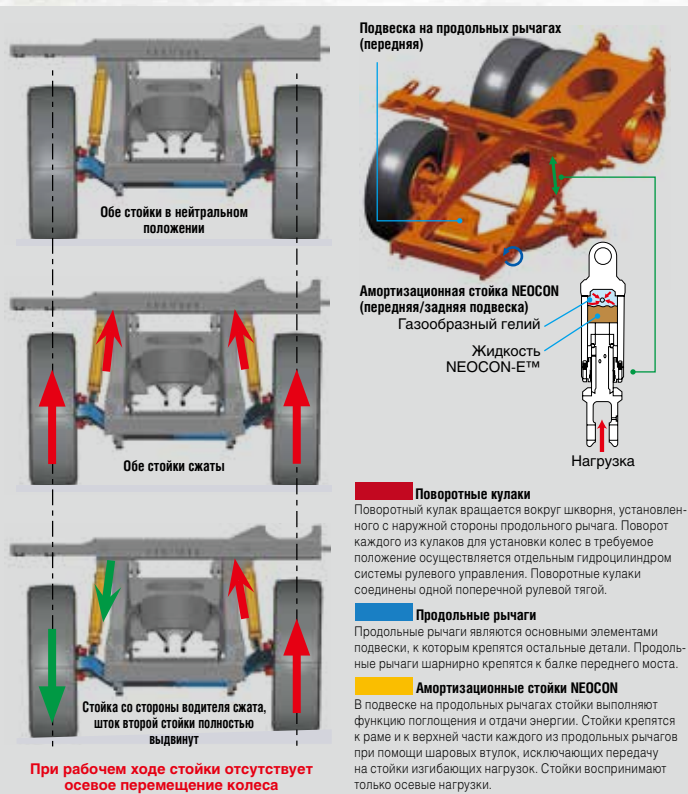 Обе стойки в нейтральном
положении
Обе стойки сжаты
Стойка со стороны водителя сжата,
шток второй стойки полностью
выдвинут
При рабочем ходе стойки отсутствует
осевое перемещение колеса
Подвеска на продольных рычагах
(передняя)
Амортизационная стойка NEOCON
(передняя/задняя подвеска)
Газообразный гелий
Жидкость
NEOCON-E™
Нагрузка
Поворотные кулаки
Поворотный кулак вращается вокруг шкворня, установлен-
ного с наружной стороны продольного рычага. Поворот
каждого из кулаков для установки колес в требуемое
положение осуществляется отдельным гидроцилиндром
системы рулевого управления. Поворотные кулаки
соединены одной поперечной рулевой тягой.
Продольные рычаги
Продольные рычаги являются основными элементами
подвески, к которым крепятся остальные детали. Продоль-
ные рычаги шарнирно крепятся к балке переднего моста.
Амортизационные стойки NEOCON
В подвеске на продольных рычагах стойки выполняют
функцию поглощения и отдачи энергии. Стойки крепятся
к раме и к верхней части каждого из продольных рычагов
при помощи шаровых втулок, исключающих передачу
на стойки изгибающих нагрузок. Стойки воспринимают
только осевые нагрузки.